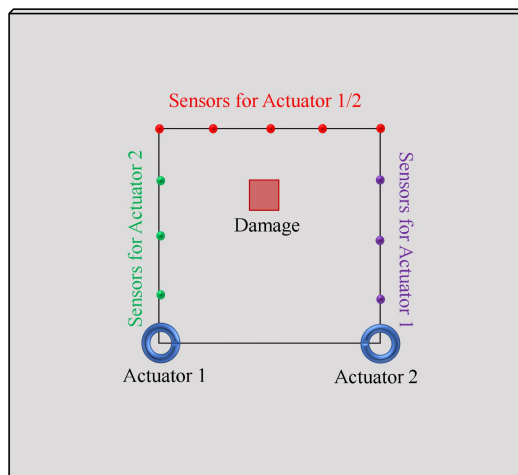 Sensors for Actuator 1/2
Sensors for Actuator 2
Sensors for Actuator 1
Damage
Actuator 1
Actuator 2